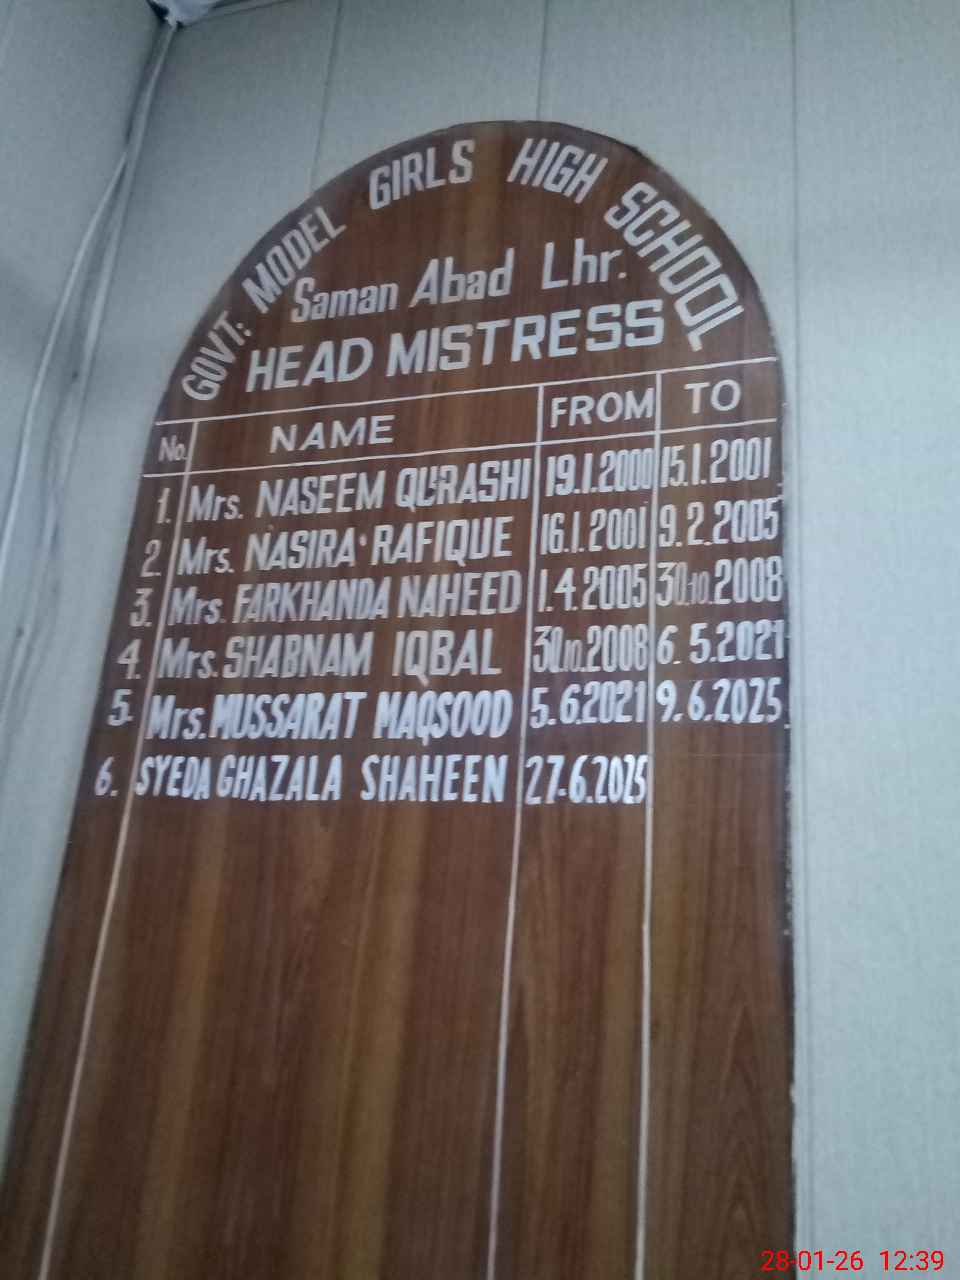 GOVT: MODEL GIRLS HIGH SCHOOL
Saman Abad Lhr.
HEAD MISTRESS
No. NAME FROM TO
1. Mrs. NASEEM QURASHI 19.1.2000 15.1.2001
2. Mrs. NASIRA RAFIQUE 16.1.2001 9.2.2005
3. Mrs. FARKHANDA NAHEED 1.4.2005 30.10.2008
4. Mrs. SHABNAM IQBAL 30.10.2008 6.5.2021
5. Mrs. MUSSARAT MAQSOOD 5.6.2021 9.6.2025
6. SYEDA GHAZALA SHAHEEN 27-6.2025
28-01-26 12:39